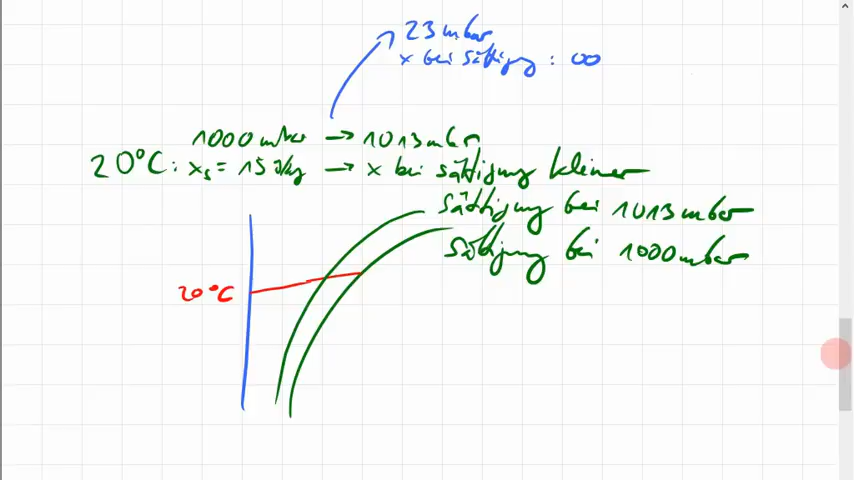 23 mbar
x bei Sättigung : ∞
1000 mbar → 1013 mbar
20°C : xₛ = 15 g/kg → x bei Sättigung kleiner
Sättigung bei 1013 mbar
Sättigung bei 1000 mbar
20°C